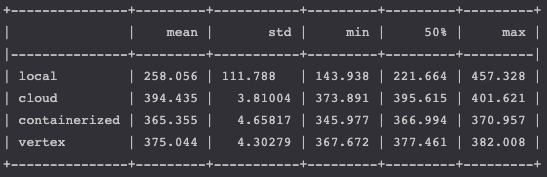 +---------------+---------+-----------+---------+---------+---------+
|               |    mean |       std |     min |     50% |     max |
|---------------+---------+-----------+---------+---------+---------|
| local         | 258.056 | 111.788   | 143.938 | 221.664 | 457.328 |
| cloud         | 394.435 |   3.81004 | 373.891 | 395.615 | 401.621 |
| containerized | 365.355 |   4.65817 | 345.977 | 366.994 | 370.957 |
| vertex        | 375.044 |   4.30279 | 367.672 | 377.461 | 382.008 |
+---------------+---------+-----------+---------+---------+---------+